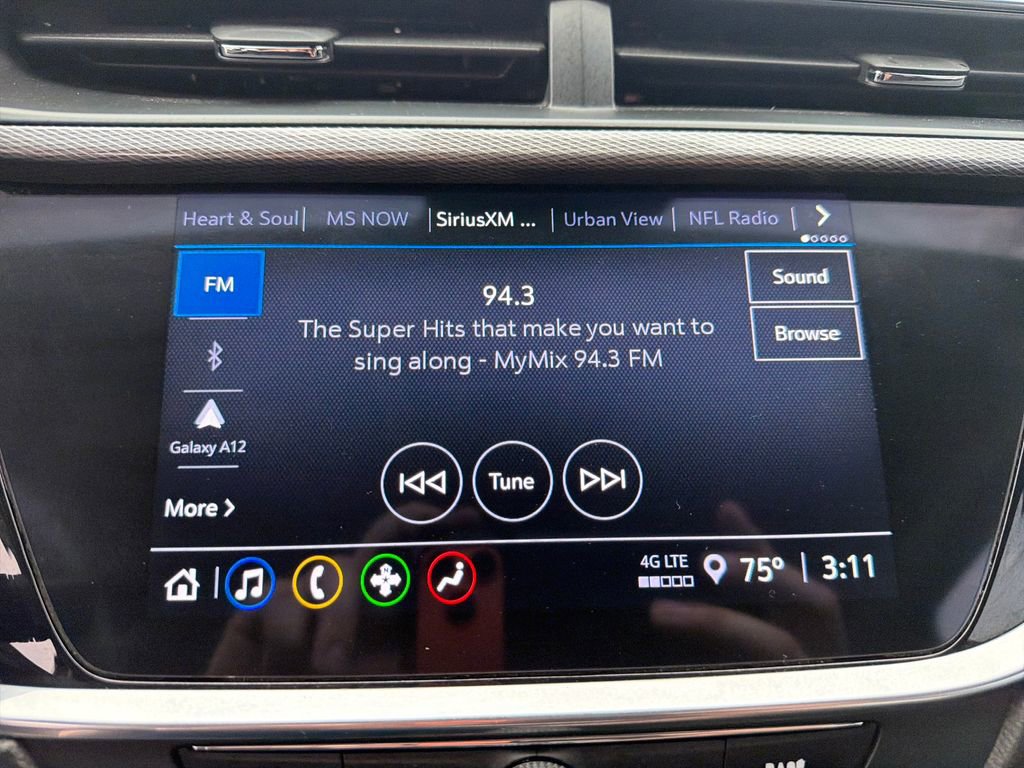 Heart & Soul
MS NOW
SiriusXM ...
Urban View
NFL Radio
FM
94.3
The Super Hits that make you want to
sing along - MyMix 94.3 FM
Sound
Browse
Galaxy A12
More
Tune
4G LTE
75°
3:11